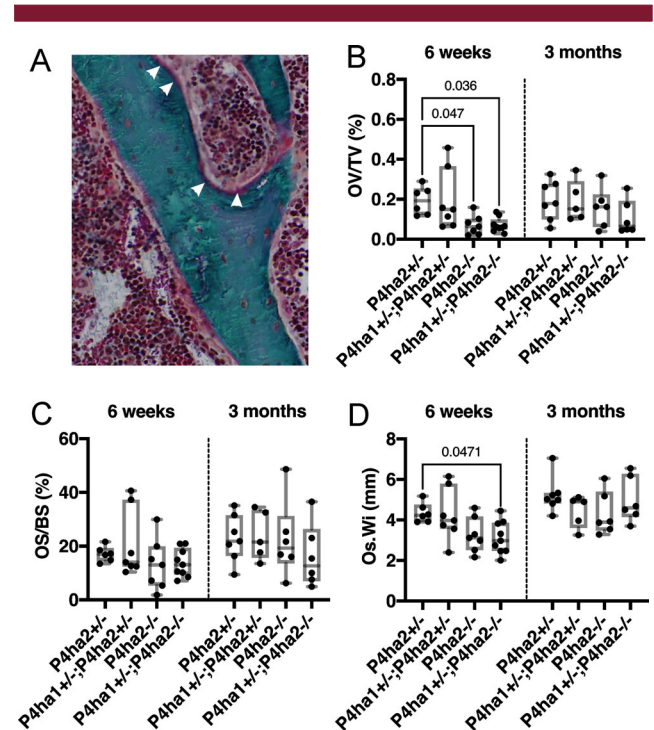 A
B
6 weeks
3 months
OV/TV (%)
0.8
0.6
0.4
0.2
0.0
0.036
0.047
P4ha2+/-
P4ha1+/-;P4ha2+/-
P4ha2-/-
P4ha1+/-;P4ha2-/-
P4ha2+/-
P4ha1+/-;P4ha2+/-
P4ha2-/-
P4ha1+/-;P4ha2-/-
C
6 weeks
3 months
OS/BS (%)
60
40
20
0
P4ha2+/-
P4ha1+/-;P4ha2+/-
P4ha2-/-
P4ha1+/-;P4ha2-/-
P4ha2+/-
P4ha1+/-;P4ha2+/-
P4ha2-/-
P4ha1+/-;P4ha2-/-
D
6 weeks
3 months
Os.Wi (mm)
8
6
4
2
0
0.0471
P4ha2+/-
P4ha1+/-;P4ha2+/-
P4ha2-/-
P4ha1+/-;P4ha2-/-
P4ha2+/-
P4ha1+/-;P4ha2+/-
P4ha2-/-
P4ha1+/-;P4ha2-/-